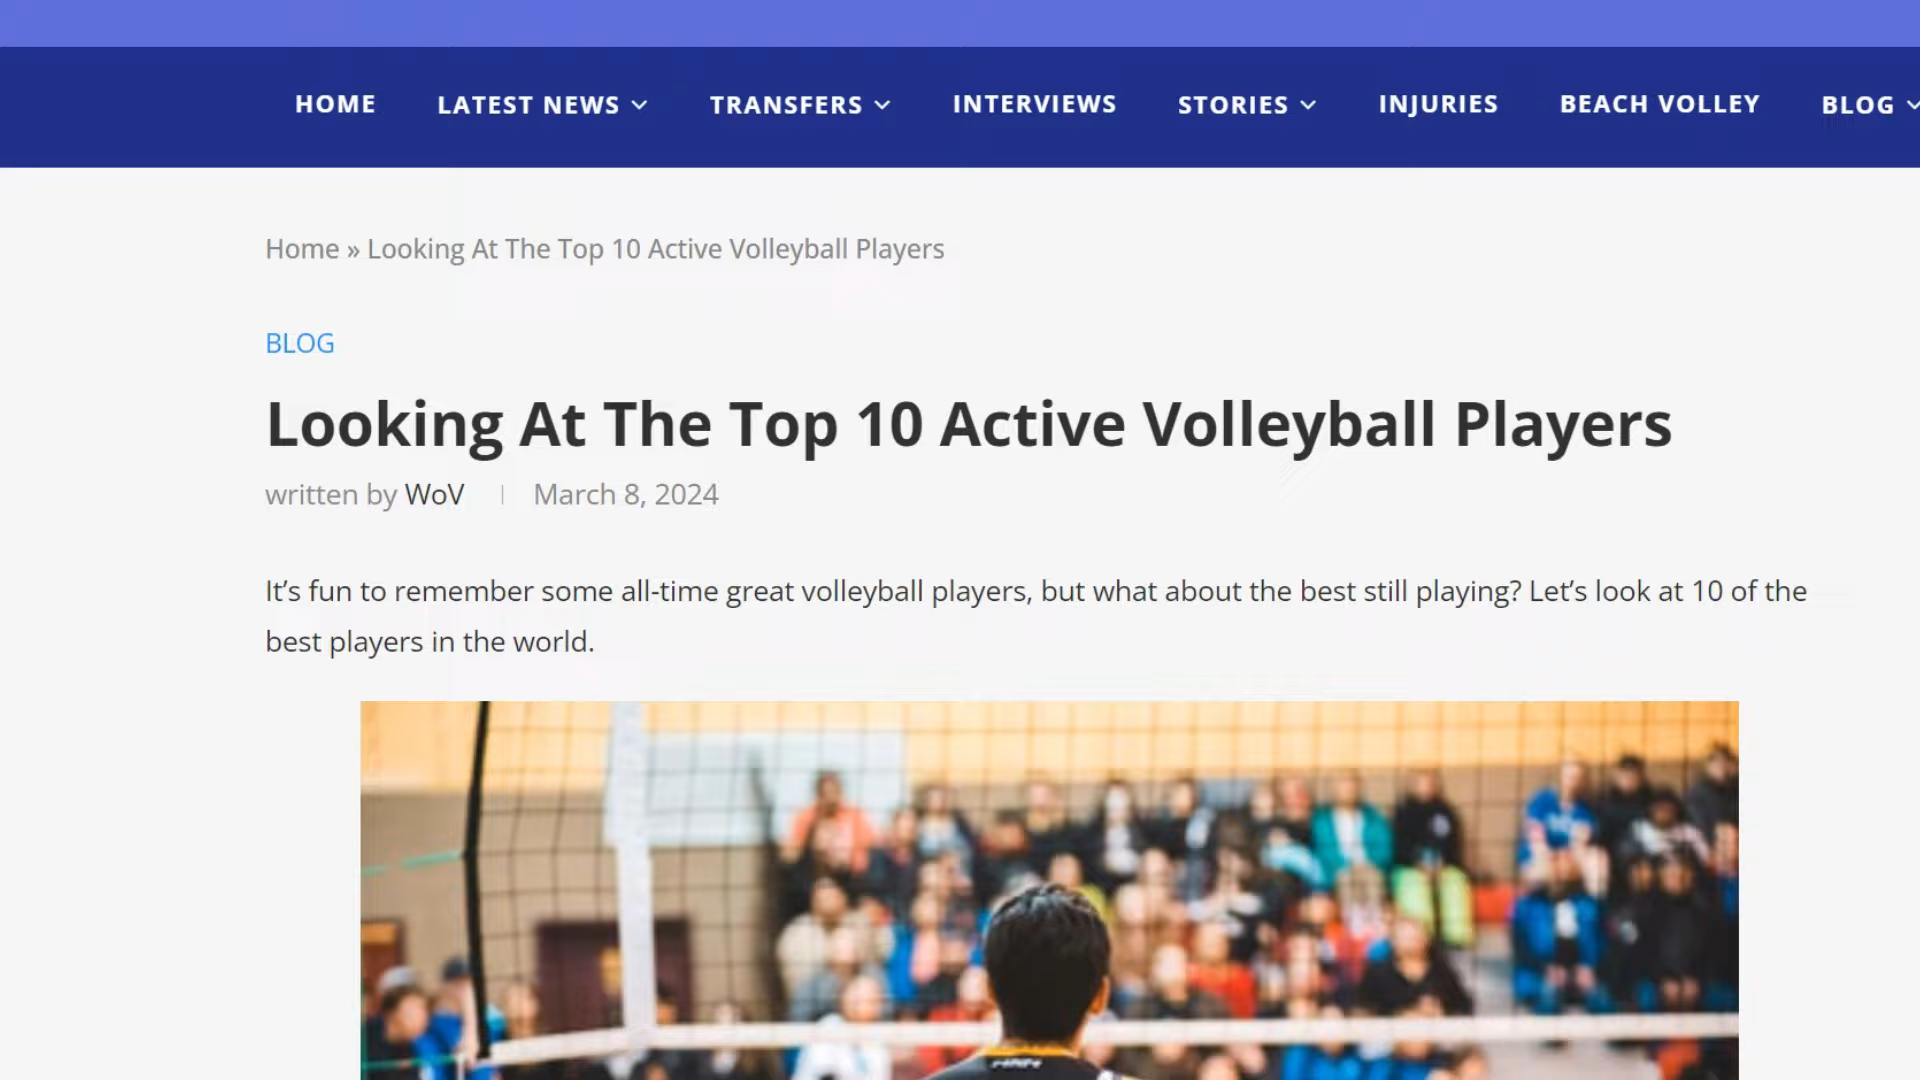 HOME LATEST NEWS TRANSFERS INTERVIEWS STORIES INJURIES BEACH VOLLEY BLOG
Home » Looking At The Top 10 Active Volleyball Players
BLOG
Looking At The Top 10 Active Volleyball Players
written by WoV | March 8, 2024
It’s fun to remember some all-time great volleyball players, but what about the best still playing? Let’s look at 10 of the
best players in the world.